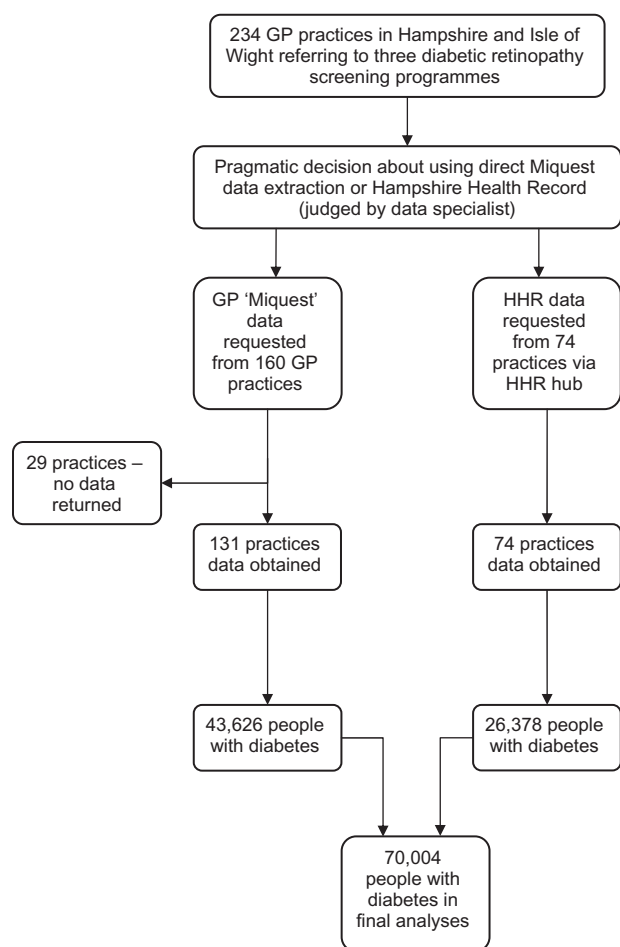 234 GP practices in Hampshire and Isle of
Wight referring to three diabetic retinopathy
screening programmes
Pragmatic decision about using direct Miquest
data extraction or Hampshire Health Record
(judged by data specialist)
GP ‘Miquest’
data
requested
from 160 GP
practices
HHR data
requested
from 74
practices via
HHR hub
29 practices –
no data
returned
131 practices
data obtained
74 practices
data obtained
43,626 people
with diabetes
26,378 people
with diabetes
70,004
people with
diabetes in
final analyses